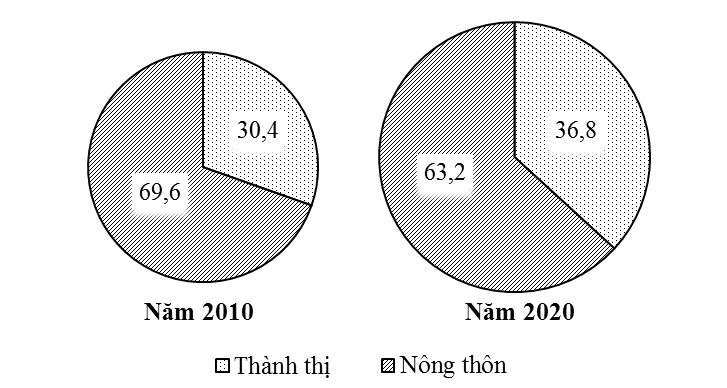 30,4
69,6
36,8
63,2
Năm 2010
Năm 2020
Thành thị
Nông thôn